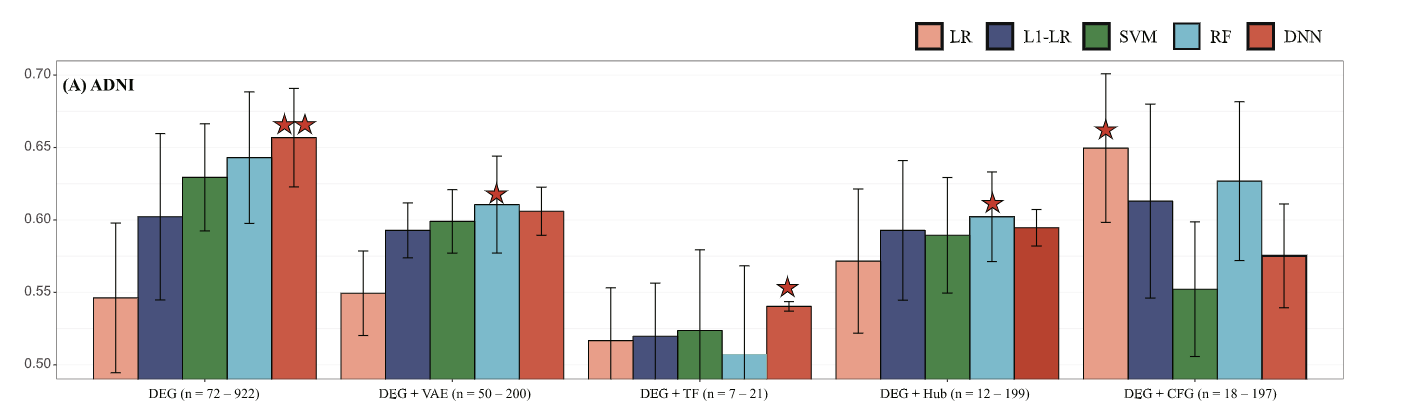 LR L1-LR SVM RF DNN
(A) ADNI
0.70
0.65
0.60
0.55
0.50
DEG (n = 72 – 922) DEG + VAE (n = 50 – 200) DEG + TF (n = 7 – 21) DEG + Hub (n = 12 – 199) DEG + CFG (n = 18 – 197)